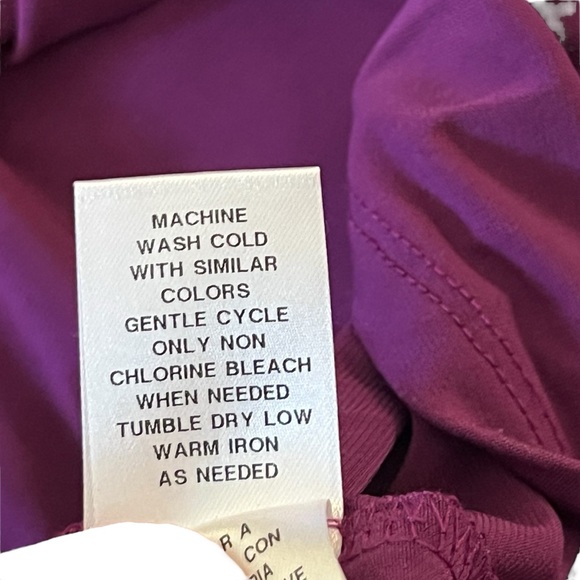 MACHINE
WASH COLD
WITH SIMILAR
COLORS
GENTLE CYCLE
ONLY NON
CHLORINE BLEACH
WHEN NEEDED
TUMBLE DRY LOW
WARM IRON
AS NEEDED
R A
CON